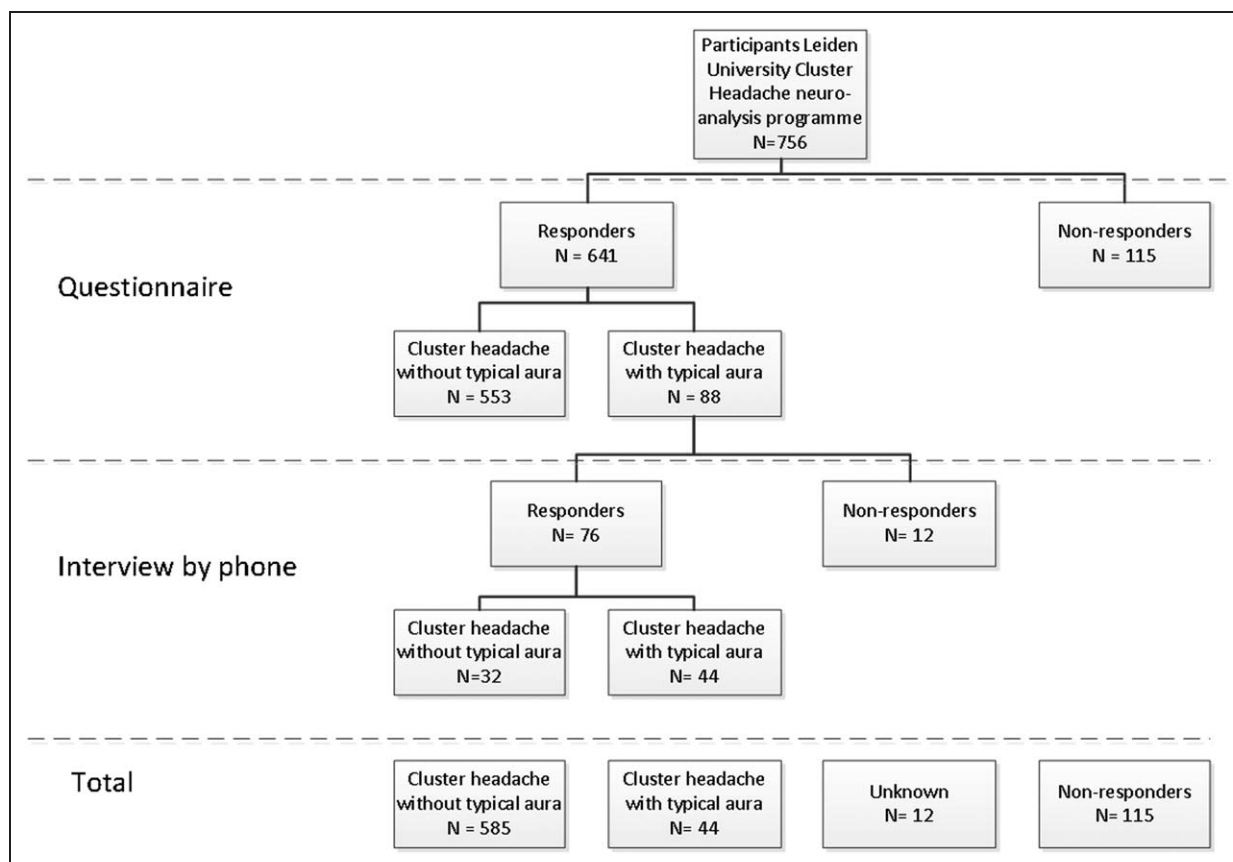 Participants Leiden
University Cluster
Headache neuro-
analysis programme
N=756
Responders
N = 641
Non-responders
N = 115
Questionnaire
Cluster headache
without typical aura
N = 553
Cluster headache
with typical aura
N = 88
Responders
N= 76
Non-responders
N= 12
Interview by phone
Cluster headache
without typical aura
N=32
Cluster headache
with typical aura
N= 44
Total
Cluster headache
without typical aura
N = 585
Cluster headache
with typical aura
N= 44
Unknown
N= 12
Non-responders
N= 115